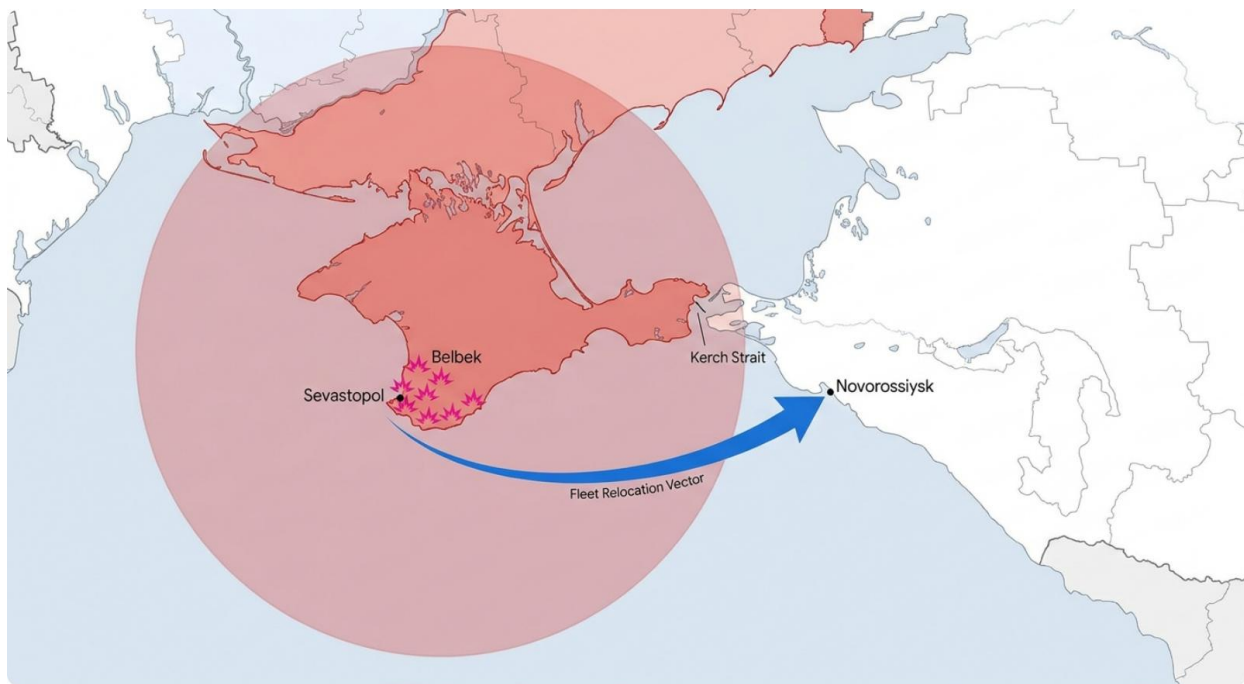 Belbek
Kerch Strait
Sevastopol
Novorossiysk
Fleet Relocation Vector